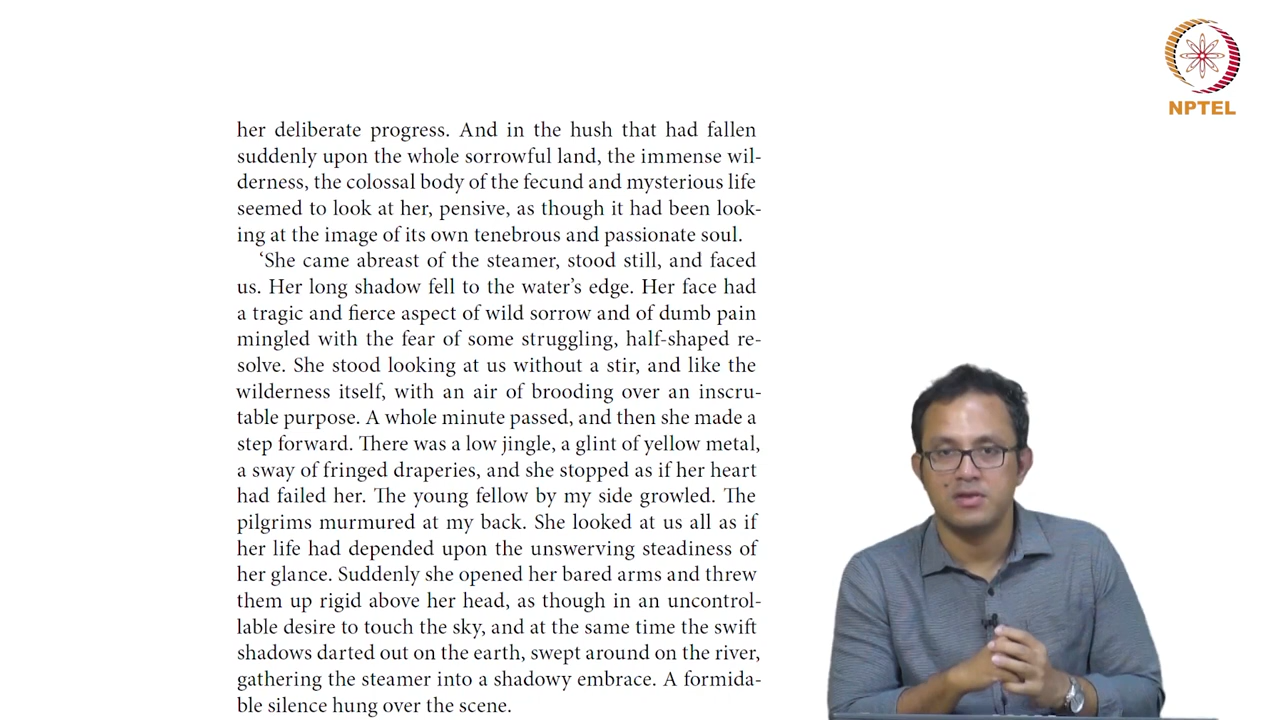 her deliberate progress. And in the hush that had fallen
suddenly upon the whole sorrowful land, the immense wil-
derness, the colossal body of the fecund and mysterious life
seemed to look at her, pensive, as though it had been look-
ing at the image of its own tenebrous and passionate soul.
‘She came abreast of the steamer, stood still, and faced
us. Her long shadow fell to the water’s edge. Her face had
a tragic and fierce aspect of wild sorrow and of dumb pain
mingled with the fear of some struggling, half-shaped re-
solve. She stood looking at us without a stir, and like the
wilderness itself, with an air of brooding over an inscru-
table purpose. A whole minute passed, and then she made a
step forward. There was a low jingle, a glint of yellow metal,
a sway of fringed draperies, and she stopped as if her heart
had failed her. The young fellow by my side growled. The
pilgrims murmured at my back. She looked at us all as if
her life had depended upon the unswerving steadiness of
her glance. Suddenly she opened her bared arms and threw
them up rigid above her head, as though in an uncontrol-
lable desire to touch the sky, and at the same time the swift
shadows darted out on the earth, swept around on the river,
gathering the steamer into a shadowy embrace. A formida-
ble silence hung over the scene.
NPTEL